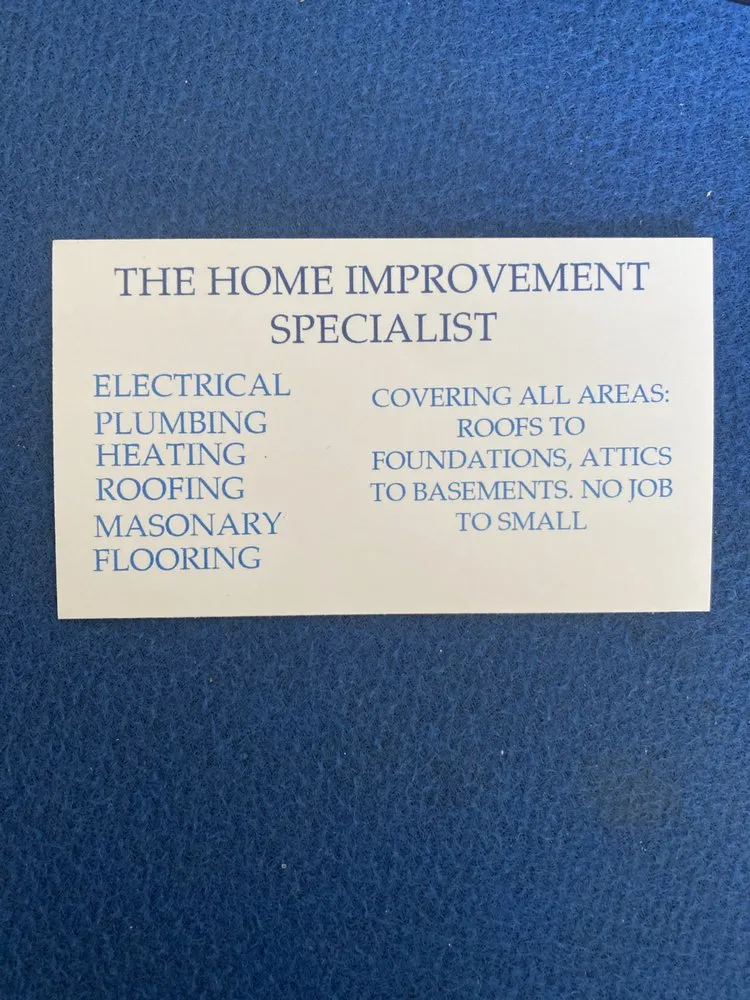 THE HOME IMPROVEMENT
SPECIALIST
ELECTRICAL
PLUMBING
HEATING
ROOFING
MASONARY
FLOORING
COVERING ALL AREAS:
ROOFS TO
FOUNDATIONS, ATTICS
TO BASEMENTS. NO JOB
TO SMALL